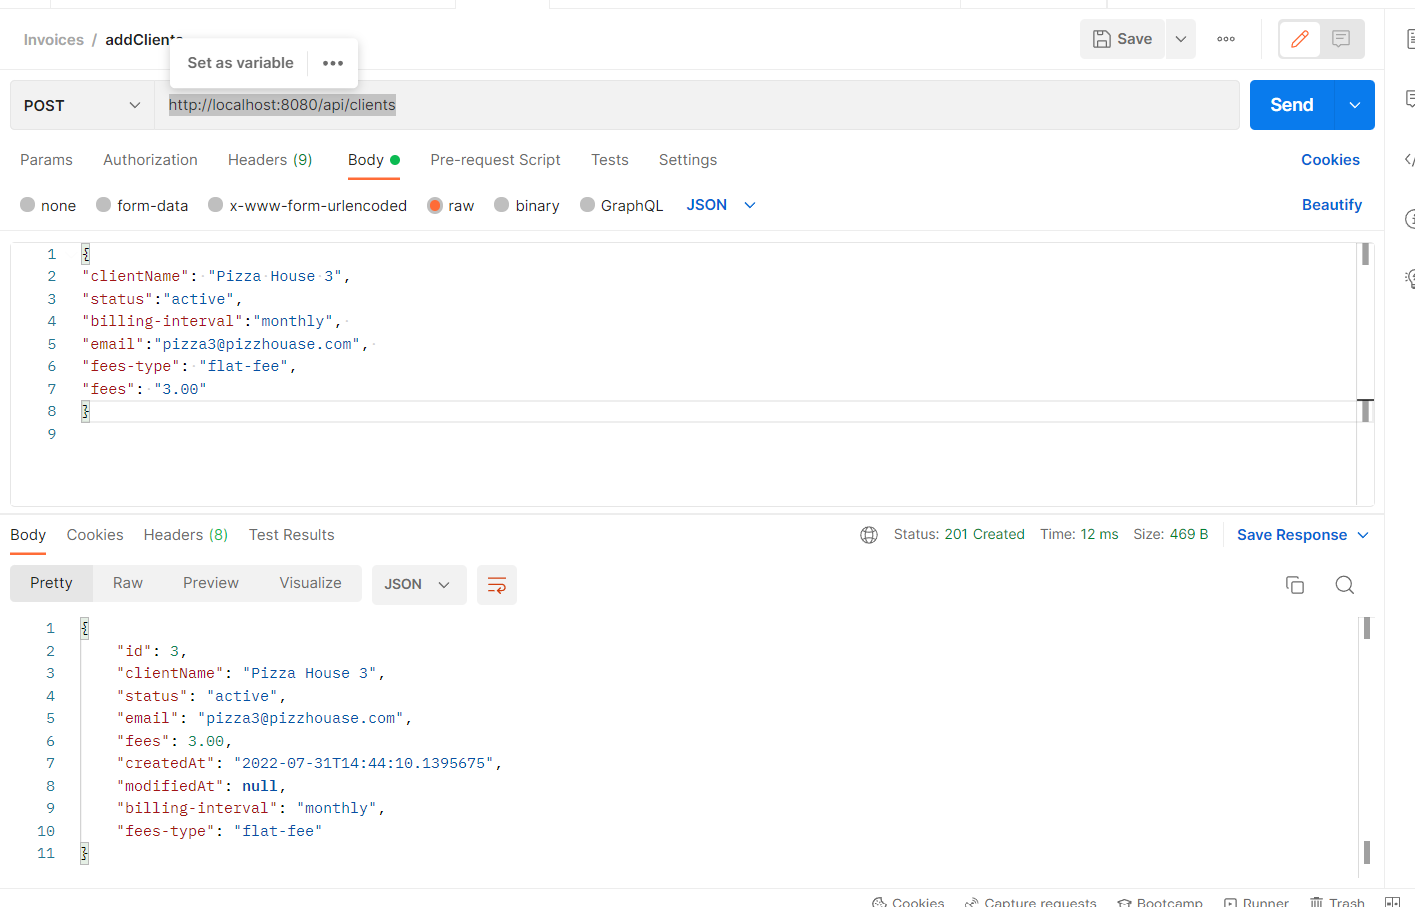 Invoices / addClients
Set as variable •••
POST http://localhost:8080/api/clients Send
Save
Params Authorization Headers (9) Body Pre-request Script Tests Settings Cookies
none form-data x-www-form-urlencoded raw binary GraphQL JSON Beautify
1 {
2 "clientName": "Pizza House 3",
3 "status":"active",
4 "billing-interval":"monthly",
5 "email":"pizza3@pizzhouase.com",
6 "fees-type": "flat-fee",
7 "fees": "3.00"
8 }
9
Body Cookies Headers (8) Test Results Status: 201 Created Time: 12 ms Size: 469 B Save Response
Pretty Raw Preview Visualize JSON
1 {
2 "id": 3,
3 "clientName": "Pizza House 3",
4 "status": "active",
5 "email": "pizza3@pizzhouase.com",
6 "fees": 3.00,
7 "createdAt": "2022-07-31T14:44:10.1395675",
8 "modifiedAt": null,
9 "billing-interval": "monthly",
10 "fees-type": "flat-fee"
11 }
Cookies Capture requests Bootcamp Runner Trash